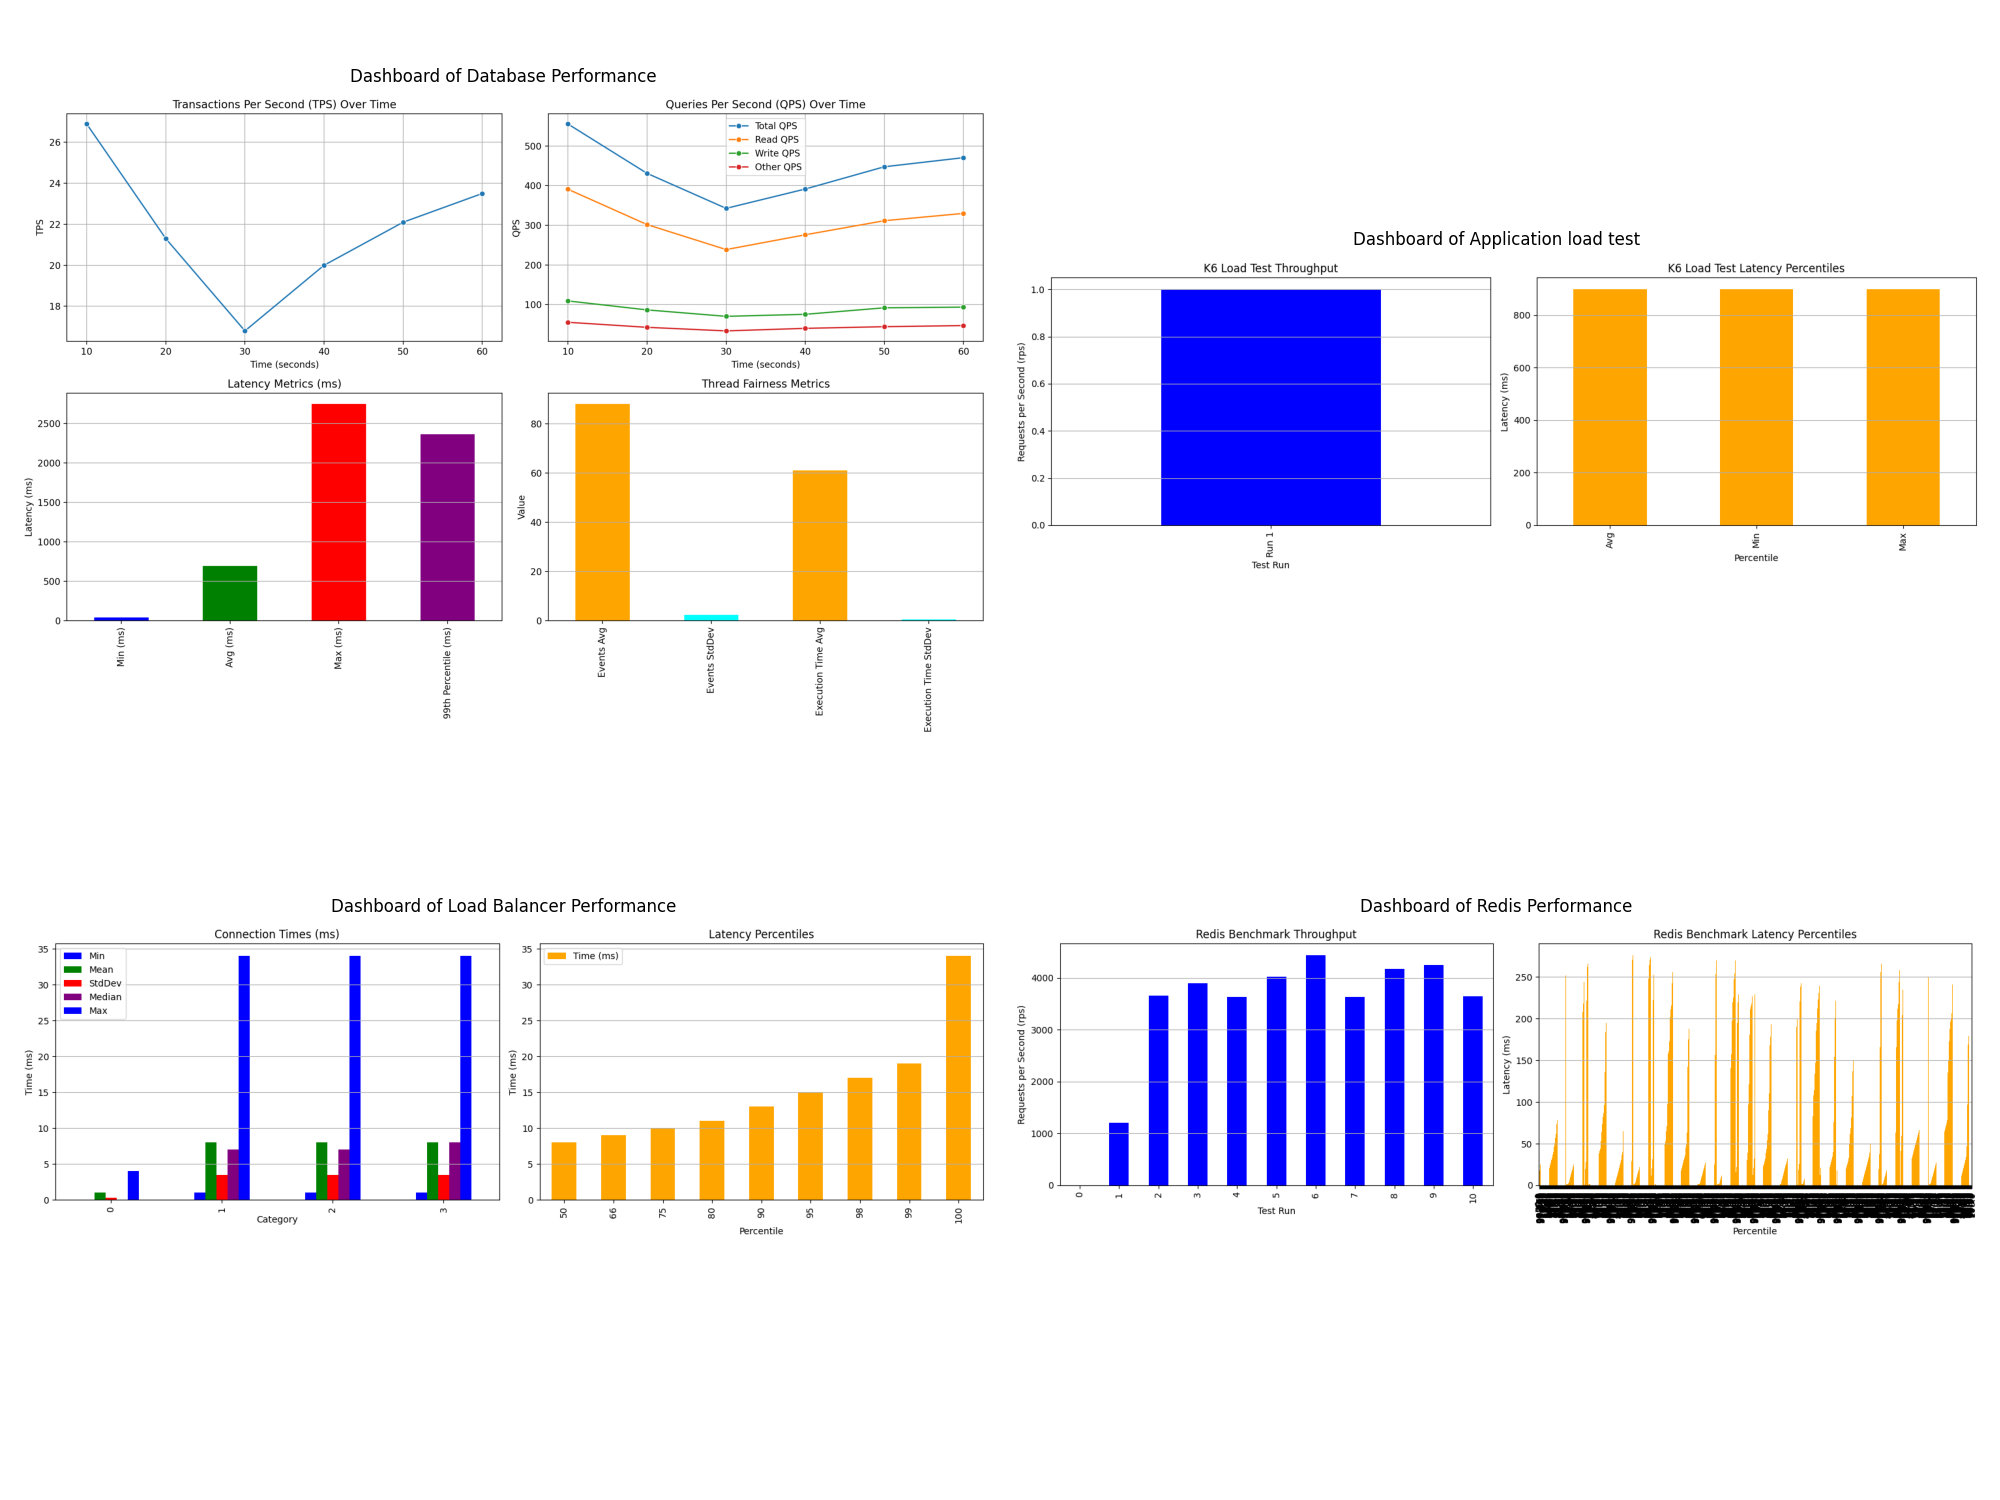 Dashboard of Database Performance
Transactions Per Second (TPS) Over Time
TPS
26
24
22
20
18
10 20 30 40 50 60
Time (seconds)
Queries Per Second (QPS) Over Time
Total QPS
Read QPS
Write QPS
Other QPS
QPS
500
400
300
200
100
10 20 30 40 50 60
Time (seconds)
Latency Metrics (ms)
Latency (ms)
2500
2000
1500
1000
500
0
Min (ms)
Avg (ms)
Max (ms)
99th Percentile (ms)
Thread Fairness Metrics
Value
80
60
40
20
0
Events Avg
Events StdDev
Execution Time Avg
Execution Time StdDev
Dashboard of Application load test
K6 Load Test Throughput
Requests per Second (rps)
1.0
0.8
0.6
0.4
0.2
0.0
Run 1
Test Run
K6 Load Test Latency Percentiles
Latency (ms)
800
600
400
200
0
Avg
Min
Max
Percentile
Dashboard of Load Balancer Performance
Connection Times (ms)
Min
Mean
StdDev
Median
Max
Time (ms)
35
30
25
20
15
10
5
0
0 1 2 3
Category
Latency Percentiles
Time (ms)
Time (ms)
35
30
25
20
15
10
5
0
50 66 75 80 90 95 98 99 100
Percentile
Dashboard of Redis Performance
Redis Benchmark Throughput
Requests per Second (rps)
4000
3000
2000
1000
0
0 1 2 3 4 5 6 7 8 9 10
Test Run
Redis Benchmark Latency Percentiles
Latency (ms)
250
200
150
100
50
0
Percentile